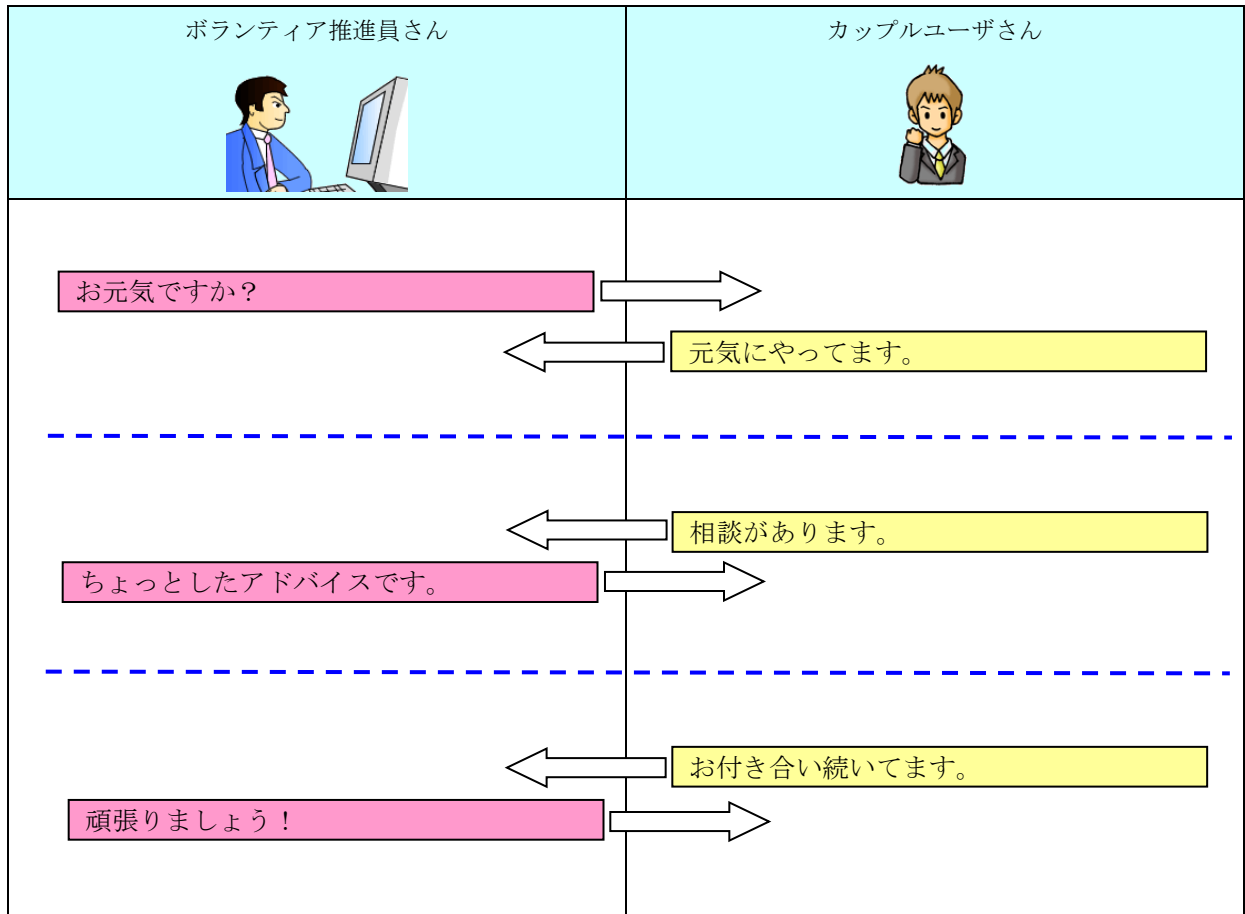 ボランティア推進員さん
カップルユーザさん
お元気ですか？
元気にやってます。
相談があります。
ちょっとしたアドバイスです。
お付き合い続いてます。
頑張りましょう！